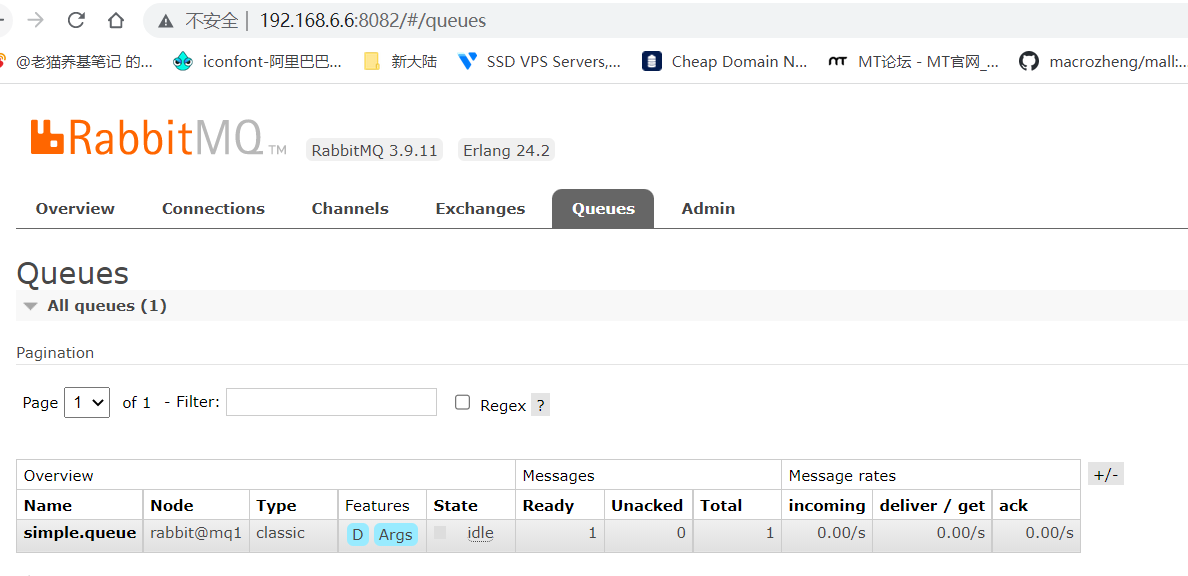 不安全 | 192.168.6.6:8082/#/queues
@老猫养基笔记 的... iconfont-阿里巴巴... 新大陆 SSD VPS Servers,... Cheap Domain N... MT论坛 - MT官网_... macrozheng/mall:...
RabbitMQ TM RabbitMQ 3.9.11 Erlang 24.2
Overview Connections Channels Exchanges Queues Admin
Queues
All queues (1)
Pagination
Page 1 of 1 - Filter: Regex ?
Overview Messages Message rates +/-
Name Node Type Features State Ready Unacked Total incoming deliver / get ack
simple.queue rabbit@mq1 classic D Args idle 1 0 1 0.00/s 0.00/s 0.00/s